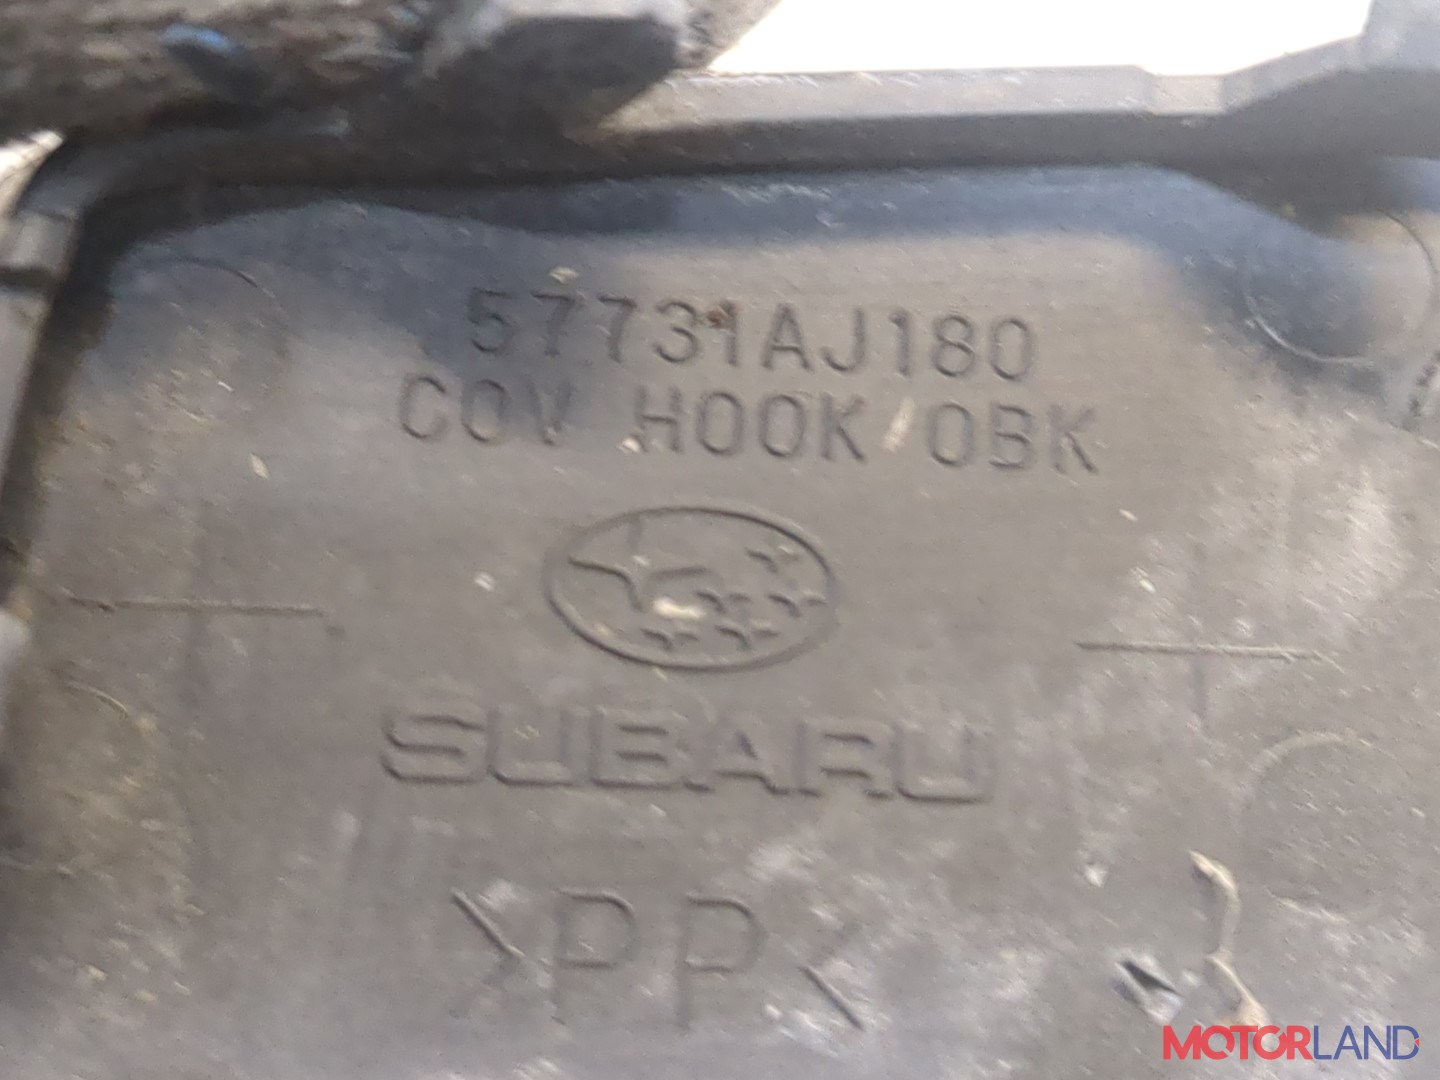 57731AJ180
COV HOOK OBK
SUBARU
>PP<
MOTORLAND